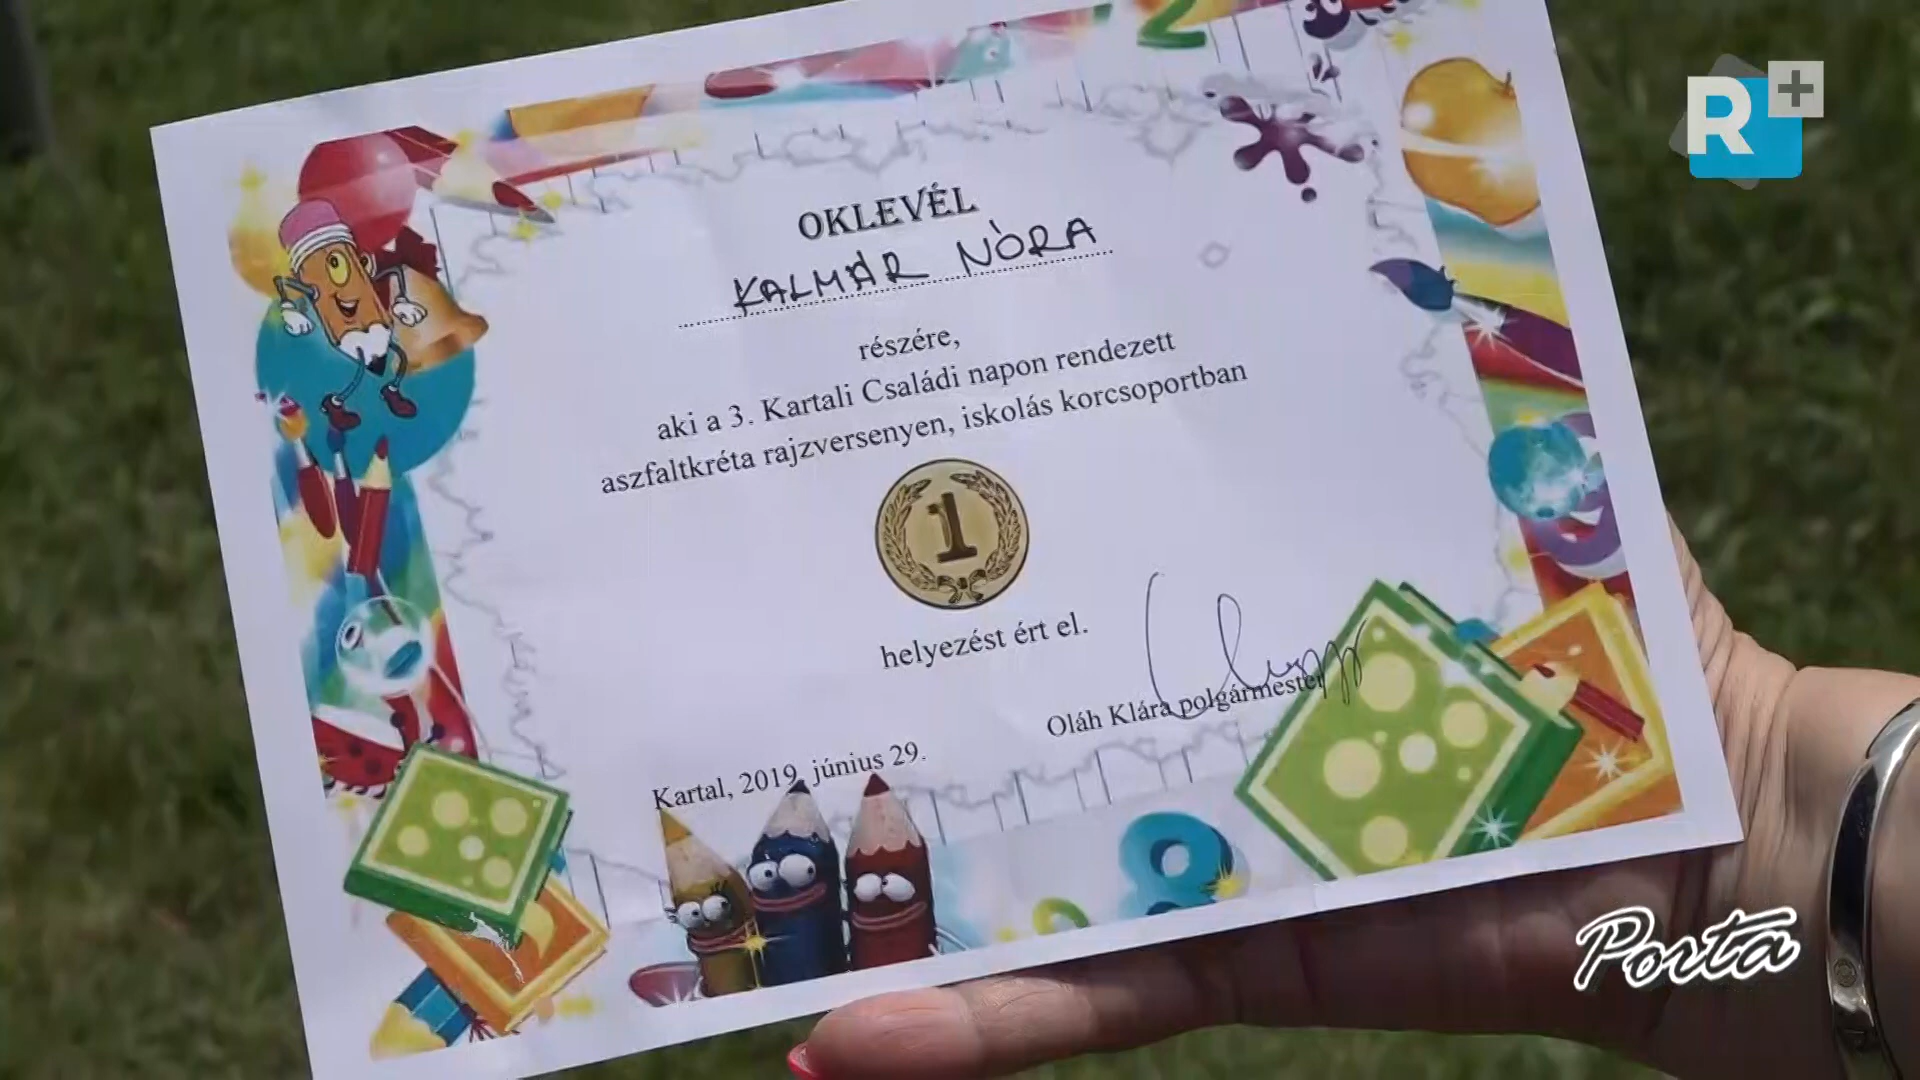 R+
OKLEVÉL
KALMÁR NÓRA
részére,
aki a 3. Kartali Családi napon rendezett
aszfaltkréta rajzversenyen, iskolás korcsoportban
1
helyezést ért el.
Oláh Klára polgármester
Kartal, 2019. június 29.
8
Porta